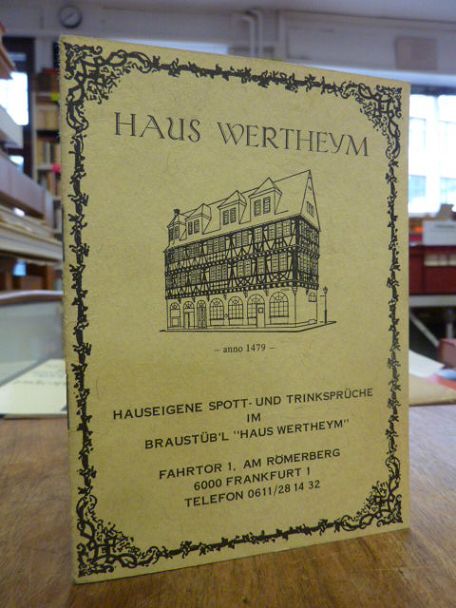 HAUS WERTHEYM
– anno 1479 –
HAUSEIGENE SPOTT- UND TRINKSPRÜCHE
IM
BRAUSTÜB'L "HAUS WERTHEYM"
FAHRTOR 1, AM RÖMERBERG
6000 FRANKFURT 1
TELEFON 0611/28 14 32